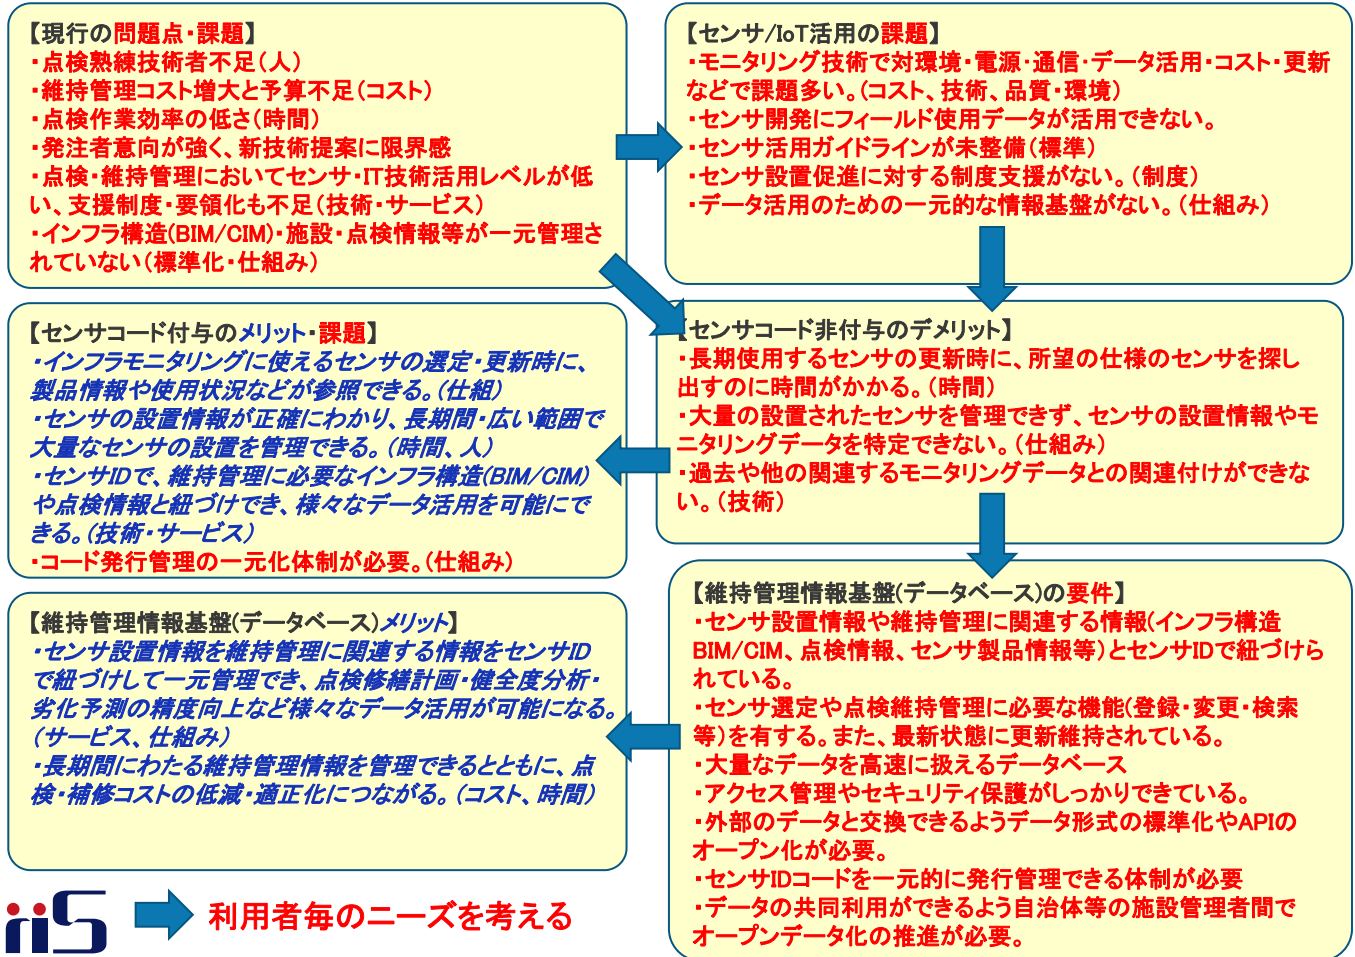 【現行の問題点・課題】
・点検熟練技術者不足（人）
・維持管理コスト増大と予算不足（コスト）
・点検作業効率の低さ（時間）
・発注者意向が強く、新技術提案に限界感
・点検・維持管理においてセンサ・IT技術活用レベルが低
い、支援制度・要領化も不足（技術・サービス）
・インフラ構造(BIM/CIM)・施設・点検情報等が一元管理さ
れていない（標準化・仕組み）
【センサ/IoT活用の課題】
・モニタリング技術で対環境・電源・通信・データ活用・コスト・更新
などで課題多い。（コスト、技術、品質・環境）
・センサ開発にフィールド使用データが活用できない。
・センサ活用ガイドラインが未整備（標準）
・センサ設置促進に対する制度支援がない。（制度）
・データ活用のための一元的な情報基盤がない。（仕組み）
【センサコード付与のメリット・課題】
・インフラモニタリングに使えるセンサの選定・更新時に、
製品情報や使用状況などが参照できる。（仕組）
・センサの設置情報が正確にわかり、長期間・広い範囲で
大量なセンサの設置を管理できる。（時間、人）
・センサIDで、維持管理に必要なインフラ構造(BIM/CIM)
や点検情報と紐づけでき、様々なデータ活用を可能にで
きる。（技術・サービス）
・コード発行管理の一元化体制が必要。（仕組み）
【センサコード非付与のデメリット】
・長期使用するセンサの更新時に、所望の仕様のセンサを探し
出すのに時間がかかる。（時間）
・大量の設置されたセンサを管理できず、センサの設置情報やモ
ニタリングデータを特定できない。（仕組み）
・過去や他の関連するモニタリングデータとの関連付けができな
い。（技術）
【維持管理情報基盤(データベース)メリット】
・センサ設置情報を維持管理に関連する情報をセンサID
で紐づけして一元管理でき、点検修繕計画・健全度分析・
劣化予測の精度向上など様々なデータ活用が可能になる。
（サービス、仕組み）
・長期間にわたる維持管理情報を管理できるとともに、点
検・補修コストの低減・適正化につながる。（コスト、時間）
【維持管理情報基盤(データベース)の要件】
・センサ設置情報や維持管理に関連する情報(インフラ構造
BIM/CIM、点検情報、センサ製品情報等）とセンサIDで紐づけら
れている。
・センサ選定や点検維持管理に必要な機能(登録・変更・検索
等）を有する。また、最新状態に更新維持されている。
・大量なデータを高速に扱えるデータベース
・アクセス管理やセキュリティ保護がしっかりできている。
・外部のデータと交換できるようデータ形式の標準化やAPIの
オープン化が必要。
・センサIDコードを一元的に発行管理できる体制が必要
・データの共同利用ができるよう自治体等の施設管理者間で
オープンデータ化の推進が必要。
iiS
利用者毎のニーズを考える